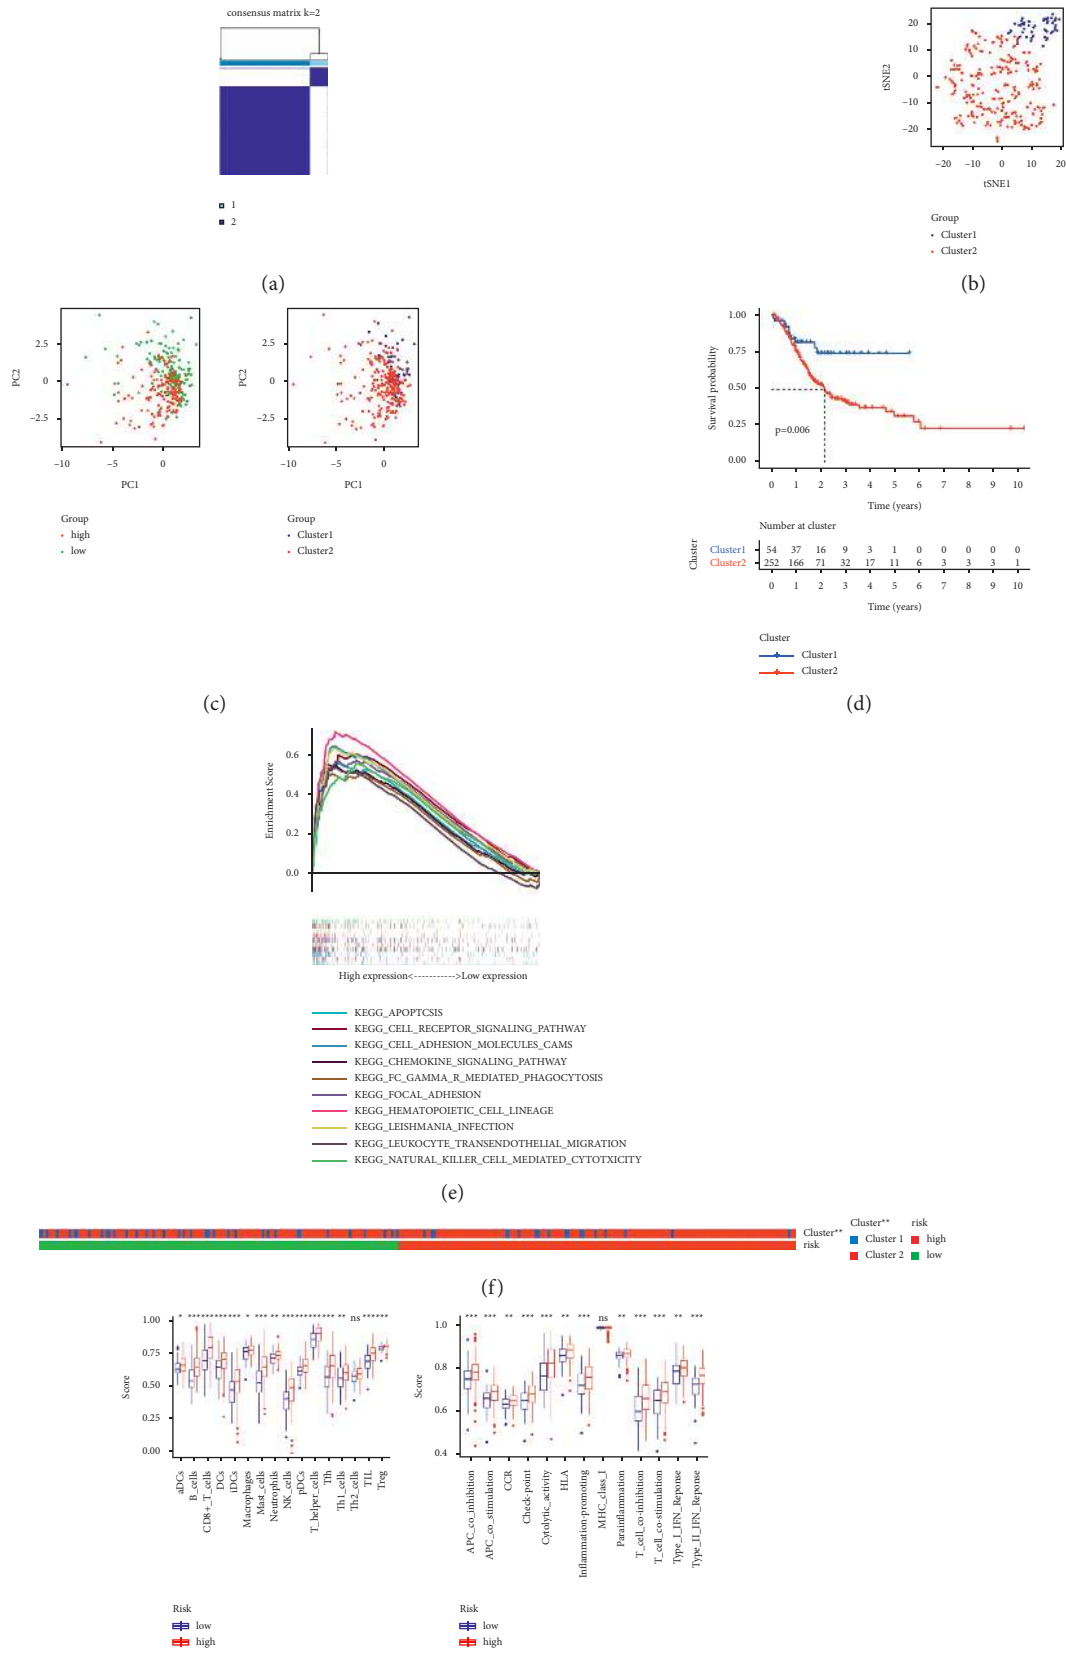 consensus matrix k=2
1
2
(a)
tSNE2
20
10
0
−10
−20
−20 −10 0 10 20
tSNE1
Group
Cluster1
Cluster2
(b)
PC2
2.5
0
−2.5
−10 −5 0
PC1
Group
high
low
PC2
2.5
0
−2.5
−10 −5 0
PC1
Group
Cluster1
Cluster2
(c)
Survival probability
1.00
0.75
0.50
0.25
0.00
p=0.006
0 1 2 3 4 5 6 7 8 9 10
Time (years)
Number at cluster
Cluster
Cluster1 54 37 16 9 3 1 0 0 0 0 0
Cluster2 252 166 71 32 17 11 6 3 3 3 1
0 1 2 3 4 5 6 7 8 9 10
Time (years)
Cluster
Cluster1
Cluster2
(d)
Enrichment Score
0.6
0.4
0.2
0.0
High expression<----------->Low expression
KEGG_APOPTCSIS
KEGG_CELL_RECEPTOR_SIGNALING_PATHWAY
KEGG_CELL_ADHESION_MOLECULES_CAMS
KEGG_CHEMOKINE_SIGNALING_PATHWAY
KEGG_FC_GAMMA_R_MEDIATED_PHAGOCYTOSIS
KEGG_FOCAL_ADHESION
KEGG_HEMATOPOIETIC_CELL_LINEAGE
KEGG_LEISHMANIA_INFECTION
KEGG_LEUKOCYTE_TRANSENDOTHELIAL_MIGRATION
KEGG_NATURAL_KILLER_CELL_MEDIATED_CYTOTXICITY
(e)
Cluster**
risk
Cluster** risk
Cluster 1 high
Cluster 2 low
(f)
Score
1.00
0.75
0.50
0.25
0.00
* *** *** *** *** * *** ** *** *** *** *** ** ns *** ***
aDCs
B_cells
CD8+_T_cells
DCs
iDCs
Macrophages
Mast_cells
Neutrophils
NK_cells
pDCs
T_helper_cells
Tfh
Th1_cells
Th2_cells
TIL
Treg
Risk
low
high
Score
1.0
0.8
0.6
0.4
*** *** ** *** *** ** *** ns ** *** *** ** ***
APC_co_inhibition
APC_co_stimulation
CCR
Check-point
Cytolytic_activity
HLA
Inflammation-promoting
MHC_class_I
Parainflammation
T_cell_co-inhibition
T_cell_co-stimulation
Type_I_IFN_Reponse
Type_II_IFN_Reponse
Risk
low
high